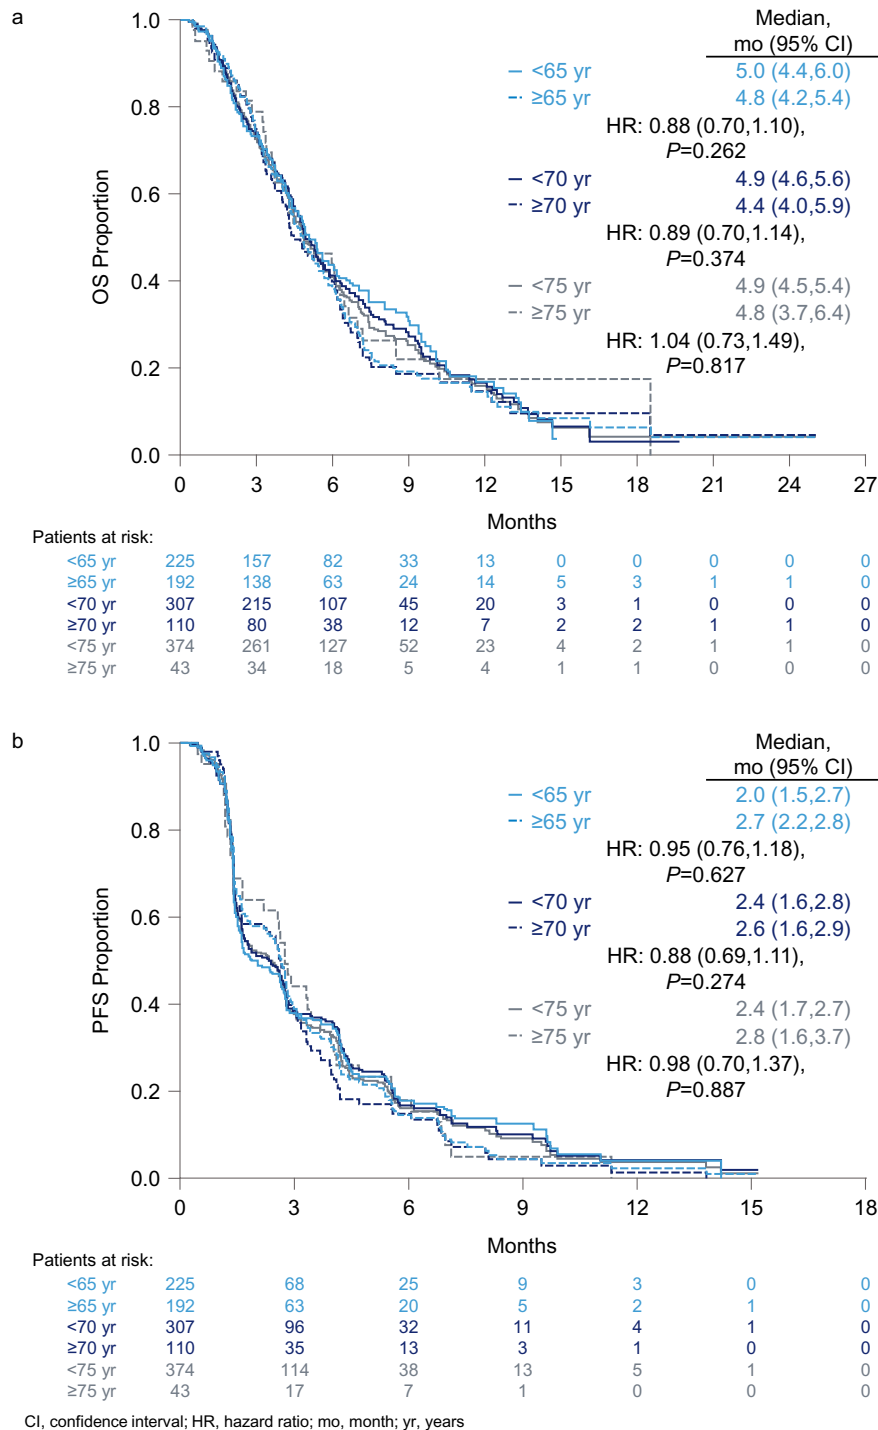 a
Median,
mo (95% CI)
<65 yr 5.0 (4.4,6.0)
≥65 yr 4.8 (4.2,5.4)
HR: 0.88 (0.70,1.10),
P=0.262
<70 yr 4.9 (4.6,5.6)
≥70 yr 4.4 (4.0,5.9)
HR: 0.89 (0.70,1.14),
P=0.374
<75 yr 4.9 (4.5,5.4)
≥75 yr 4.8 (3.7,6.4)
HR: 1.04 (0.73,1.49),
P=0.817
OS Proportion
1.0
0.8
0.6
0.4
0.2
0.0
0 3 6 9 12 15 18 21 24 27
Months
Patients at risk:
<65 yr 225 157 82 33 13 0 0 0 0 0
≥65 yr 192 138 63 24 14 5 3 1 1 0
<70 yr 307 215 107 45 20 3 1 0 0 0
≥70 yr 110 80 38 12 7 2 2 1 1 0
<75 yr 374 261 127 52 23 4 2 1 1 0
≥75 yr 43 34 18 5 4 1 1 0 0 0
b
Median,
mo (95% CI)
<65 yr 2.0 (1.5,2.7)
≥65 yr 2.7 (2.2,2.8)
HR: 0.95 (0.76,1.18),
P=0.627
<70 yr 2.4 (1.6,2.8)
≥70 yr 2.6 (1.6,2.9)
HR: 0.88 (0.69,1.11),
P=0.274
<75 yr 2.4 (1.7,2.7)
≥75 yr 2.8 (1.6,3.7)
HR: 0.98 (0.70,1.37),
P=0.887
PFS Proportion
1.0
0.8
0.6
0.4
0.2
0.0
0 3 6 9 12 15 18
Months
Patients at risk:
<65 yr 225 68 25 9 3 0 0
≥65 yr 192 63 20 5 2 1 0
<70 yr 307 96 32 11 4 1 0
≥70 yr 110 35 13 3 1 0 0
<75 yr 374 114 38 13 5 1 0
≥75 yr 43 17 7 1 0 0 0
CI, confidence interval; HR, hazard ratio; mo, month; yr, years